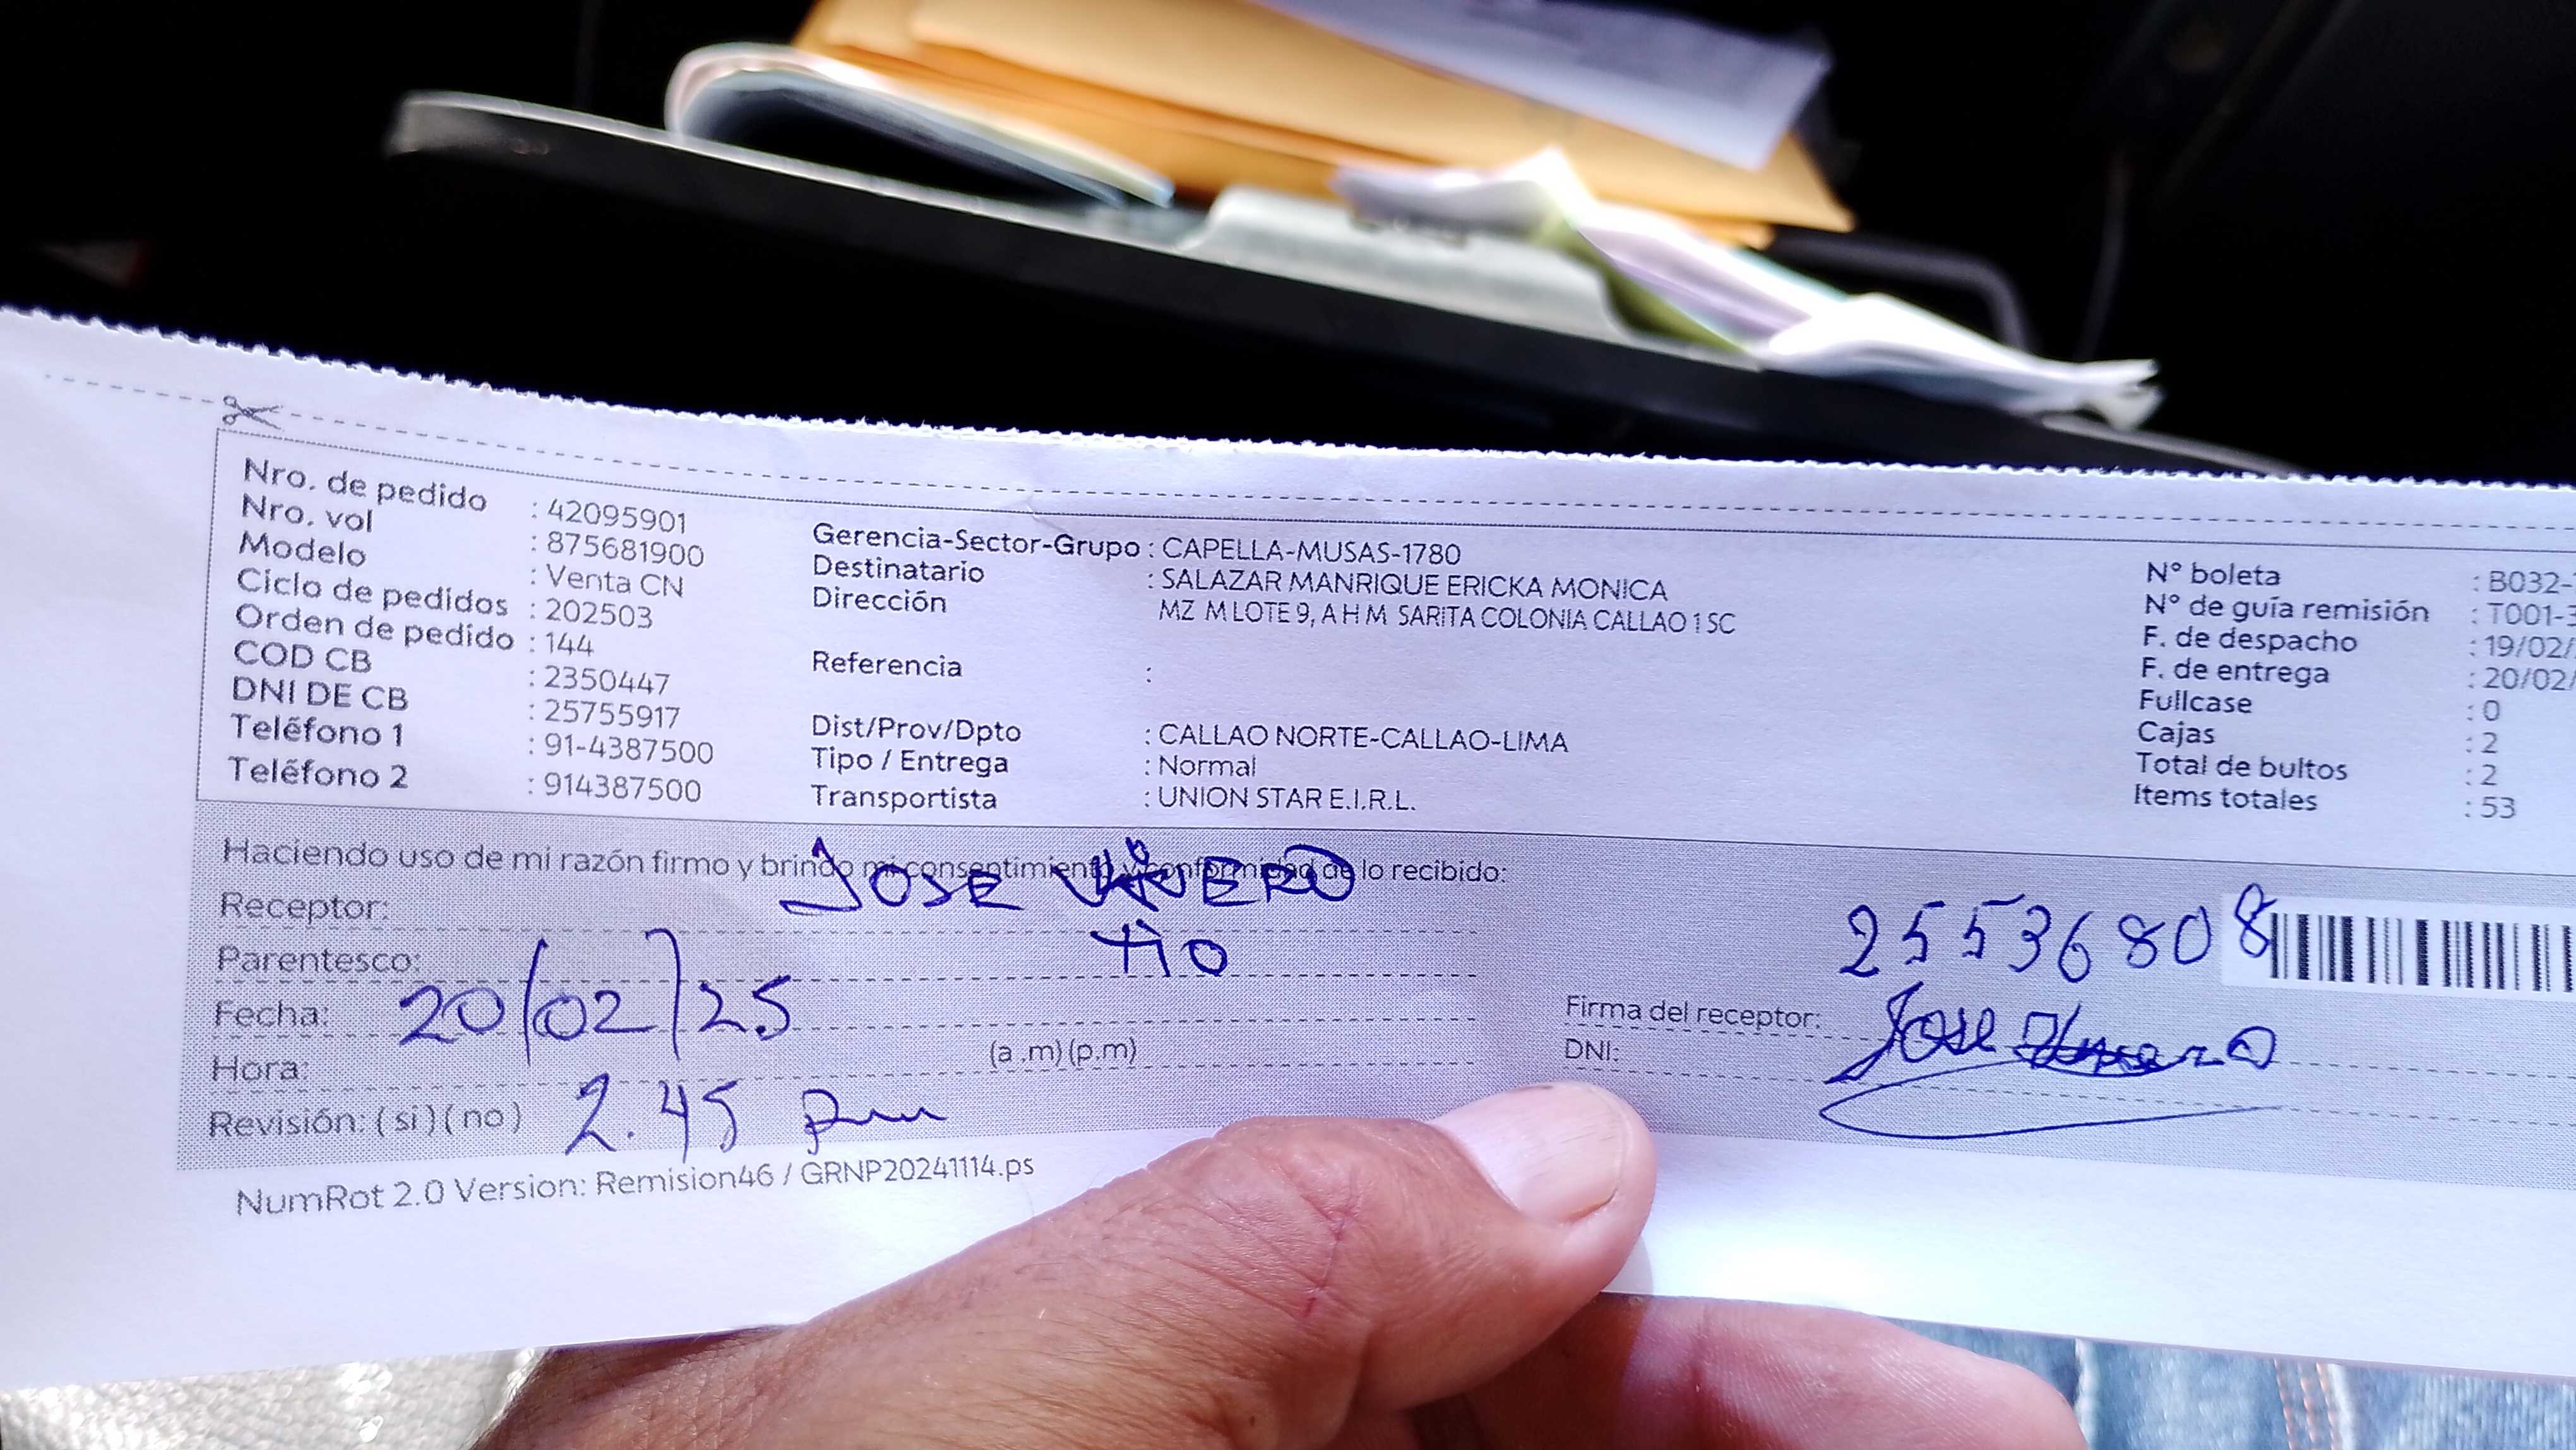 Nro. de pedido : 42095901
Nro. vol : 875681900
Modelo : Venta CN
Ciclo de pedidos : 202503
Orden de pedido : 144
COD CB : 2350447
DNI DE CB : 25755917
Teléfono 1 : 91-4387500
Teléfono 2 : 914387500
Gerencia-Sector-Grupo : CAPELLA-MUSAS-1780
Destinatario : SALAZAR MANRIQUE ERICKA MONICA
Dirección MZ M LOTE 9, A H M SARITA COLONIA CALLAO 1 SC
Referencia :
Dist/Prov/Dpto : CALLAO NORTE-CALLAO-LIMA
Tipo / Entrega : Normal
Transportista : UNION STAR E.I.R.L.
N° boleta : B032-
N° de guía remisión : T001-3
F. de despacho : 19/02/
F. de entrega : 20/02/
Fullcase : 0
Cajas : 2
Total de bultos : 2
Items totales : 53
Haciendo uso de mi razón firmo y brindo mi consentimiento y conformidad de lo recibido:
Receptor: JOSE
Parentesco: TIO
Fecha: 20/02/25
Hora: (a .m) (p.m)
Revisión: ( si ) ( no ) 2.45 pm
25536808
Firma del receptor: Jose
DNI:
NumRot 2.0 Version: Remision46 / GRNP20241114.ps